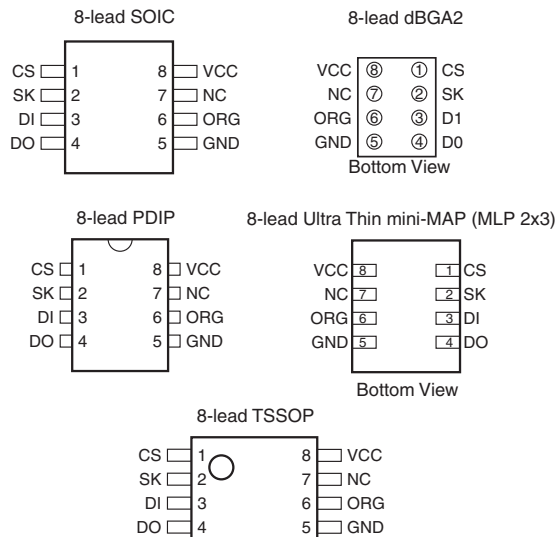 8-lead SOIC
CS 1 8 VCC
SK 2 7 NC
DI 3 6 ORG
DO 4 5 GND
8-lead dBGA2
VCC 8 1 CS
NC 7 2 SK
ORG 6 3 D1
GND 5 4 D0
Bottom View
8-lead PDIP
CS 1 8 VCC
SK 2 7 NC
DI 3 6 ORG
DO 4 5 GND
8-lead Ultra Thin mini-MAP (MLP 2x3)
VCC 8 1 CS
NC 7 2 SK
ORG 6 3 DI
GND 5 4 DO
Bottom View
8-lead TSSOP
CS 1 8 VCC
SK 2 7 NC
DI 3 6 ORG
DO 4 5 GND